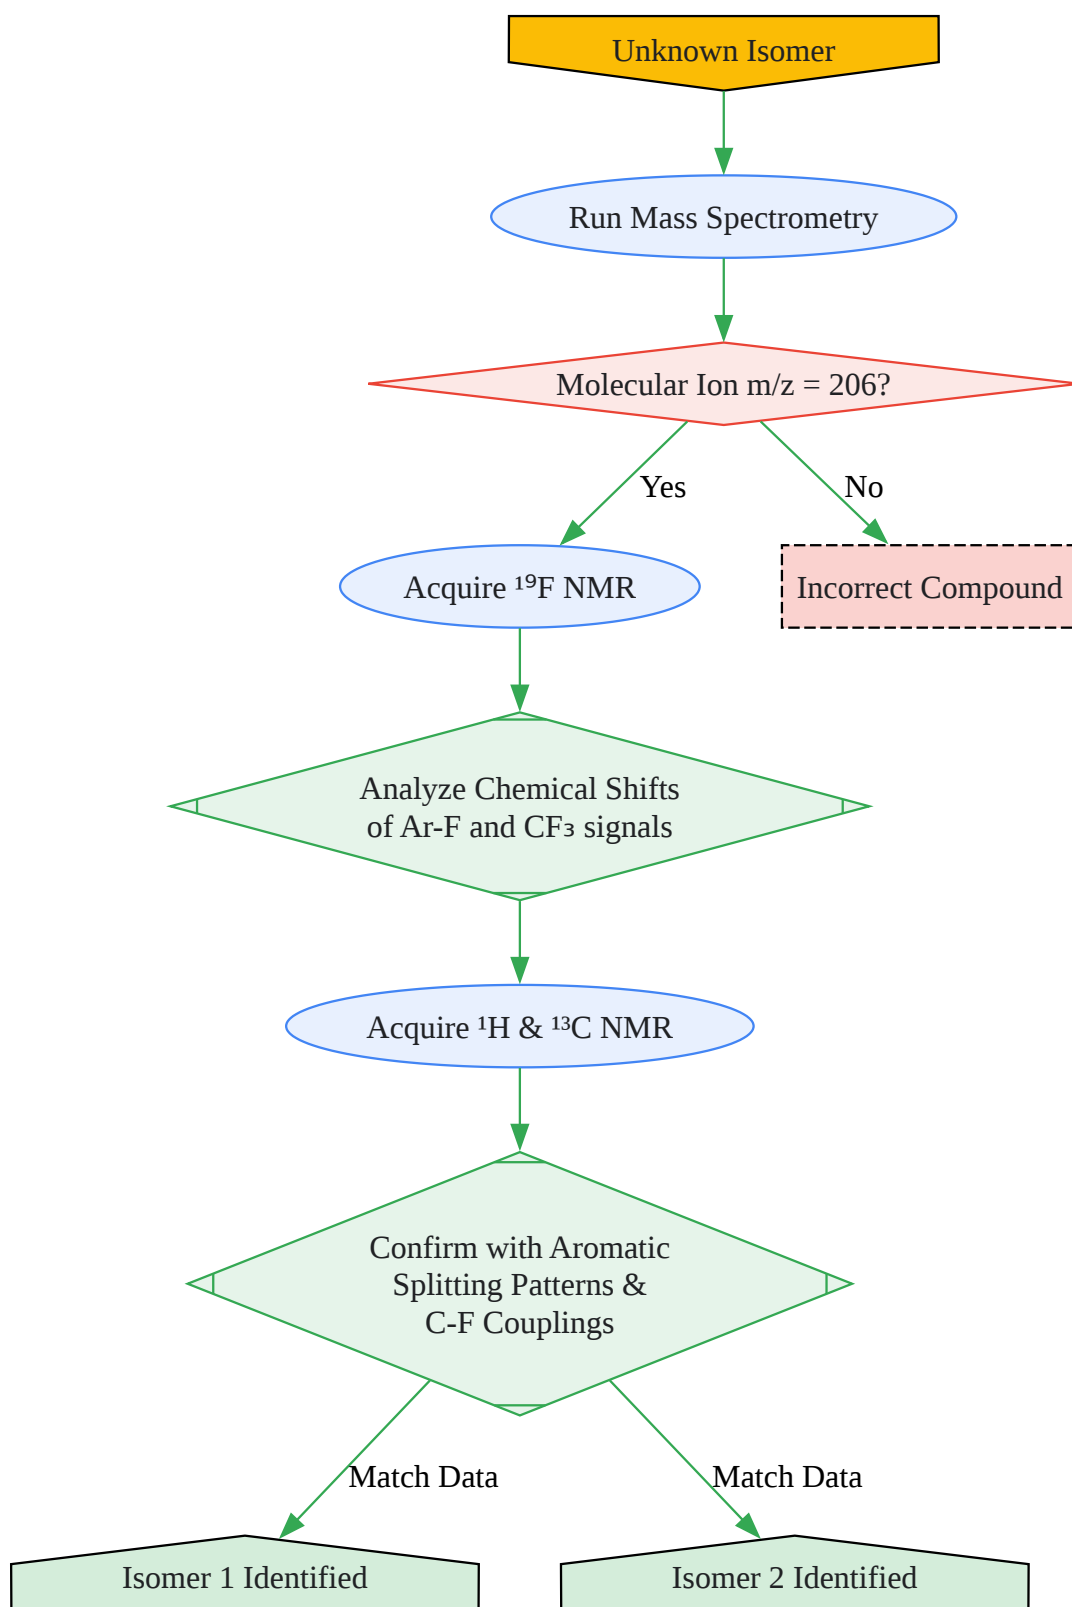 Unknown Isomer
Run Mass Spectrometry
Molecular Ion m/z = 206?
Yes
No
Acquire ¹⁹F NMR
Incorrect Compound
Analyze Chemical Shifts
of Ar-F and CF₃ signals
Acquire ¹H & ¹³C NMR
Confirm with Aromatic
Splitting Patterns &
C-F Couplings
Match Data
Match Data
Isomer 1 Identified
Isomer 2 Identified